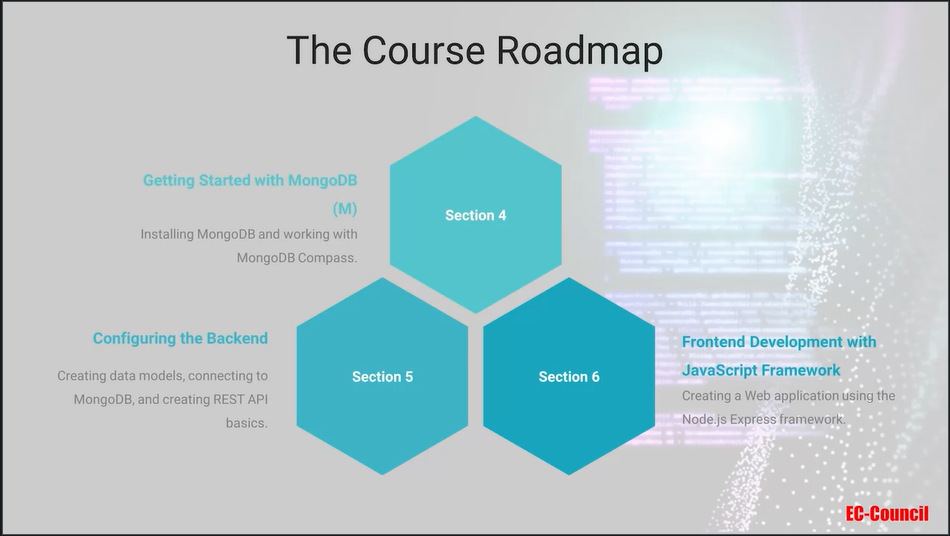 The Course Roadmap
Getting Started with MongoDB
(M)
Installing MongoDB and working with
MongoDB Compass.
Section 4
Configuring the Backend
Creating data models, connecting to
MongoDB, and creating REST API
basics.
Section 5
Section 6
Frontend Development with
JavaScript Framework
Creating a Web application using the
Node.js Express framework.
EC-Council